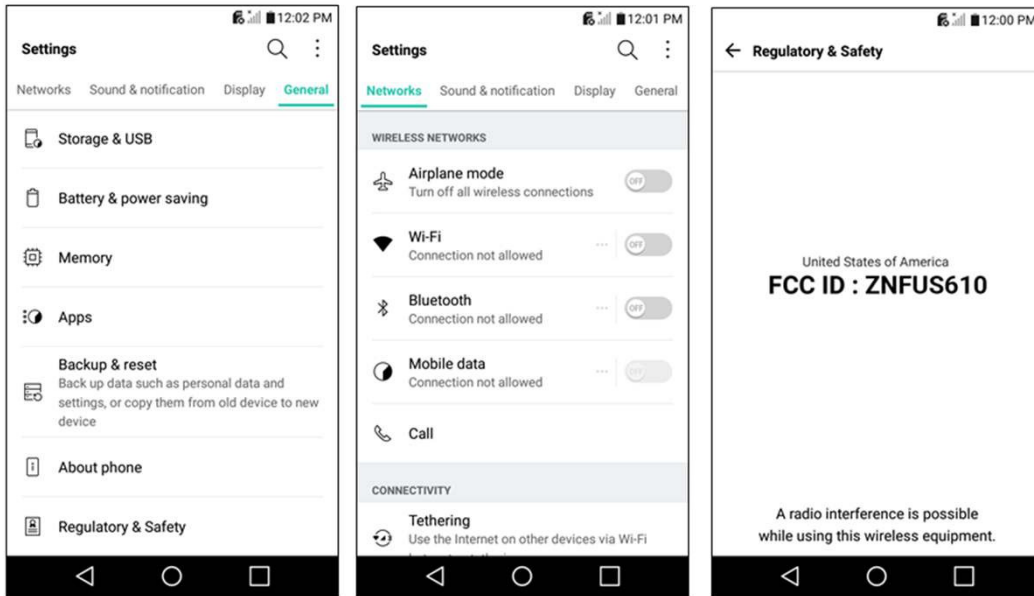 12:02 PM
Settings
Networks Sound & notification Display General
Storage & USB
Battery & power saving
Memory
Apps
Backup & reset
Back up data such as personal data and
settings, or copy them from old device to new
device
About phone
Regulatory & Safety
12:01 PM
Settings
Networks Sound & notification Display General
WIRELESS NETWORKS
Airplane mode
Turn off all wireless connections
OFF
Wi-Fi
Connection not allowed
OFF
Bluetooth
Connection not allowed
OFF
Mobile data
Connection not allowed
OFF
Call
CONNECTIVITY
Tethering
Use the Internet on other devices via Wi-Fi
12:00 PM
Regulatory & Safety
United States of America
FCC ID : ZNFUS610
A radio interference is possible
while using this wireless equipment.